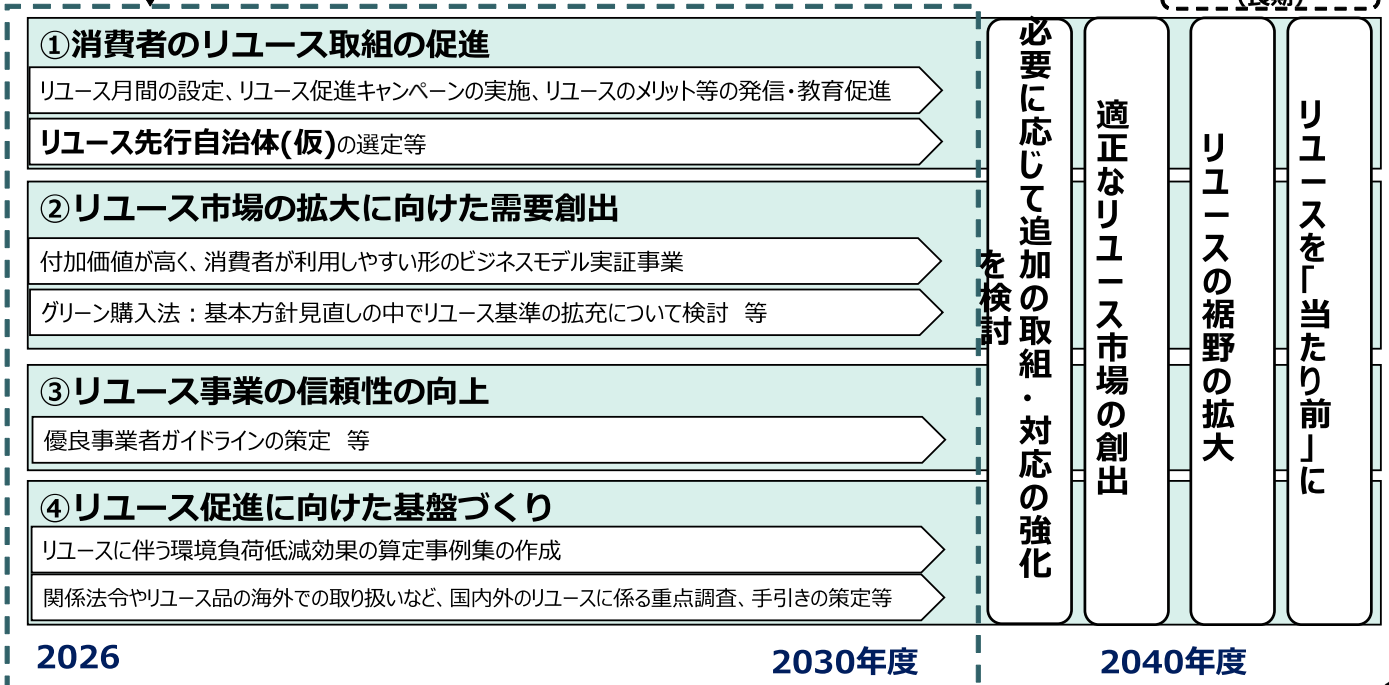 (長期)
①消費者のリユース取組の促進
リユース月間の設定、リユース促進キャンペーンの実施、リユースのメリット等の発信・教育促進
リユース先行自治体(仮)の選定等
②リユース市場の拡大に向けた需要創出
付加価値が高く、消費者が利用しやすい形のビジネスモデル実証事業
グリーン購入法：基本方針見直しの中でリユース基準の拡充について検討　等
③リユース事業の信頼性の向上
優良事業者ガイドラインの策定　等
④リユース促進に向けた基盤づくり
リユースに伴う環境負荷低減効果の算定事例集の作成
関係法令やリユース品の海外での取り扱いなど、国内外のリユースに係る重点調査、手引きの策定等
必要に応じて追加の取組・対応の強化
を検討
適正なリユース市場の創出
リユースの裾野の拡大
リユースを「当たり前」に
2026
2030年度
2040年度